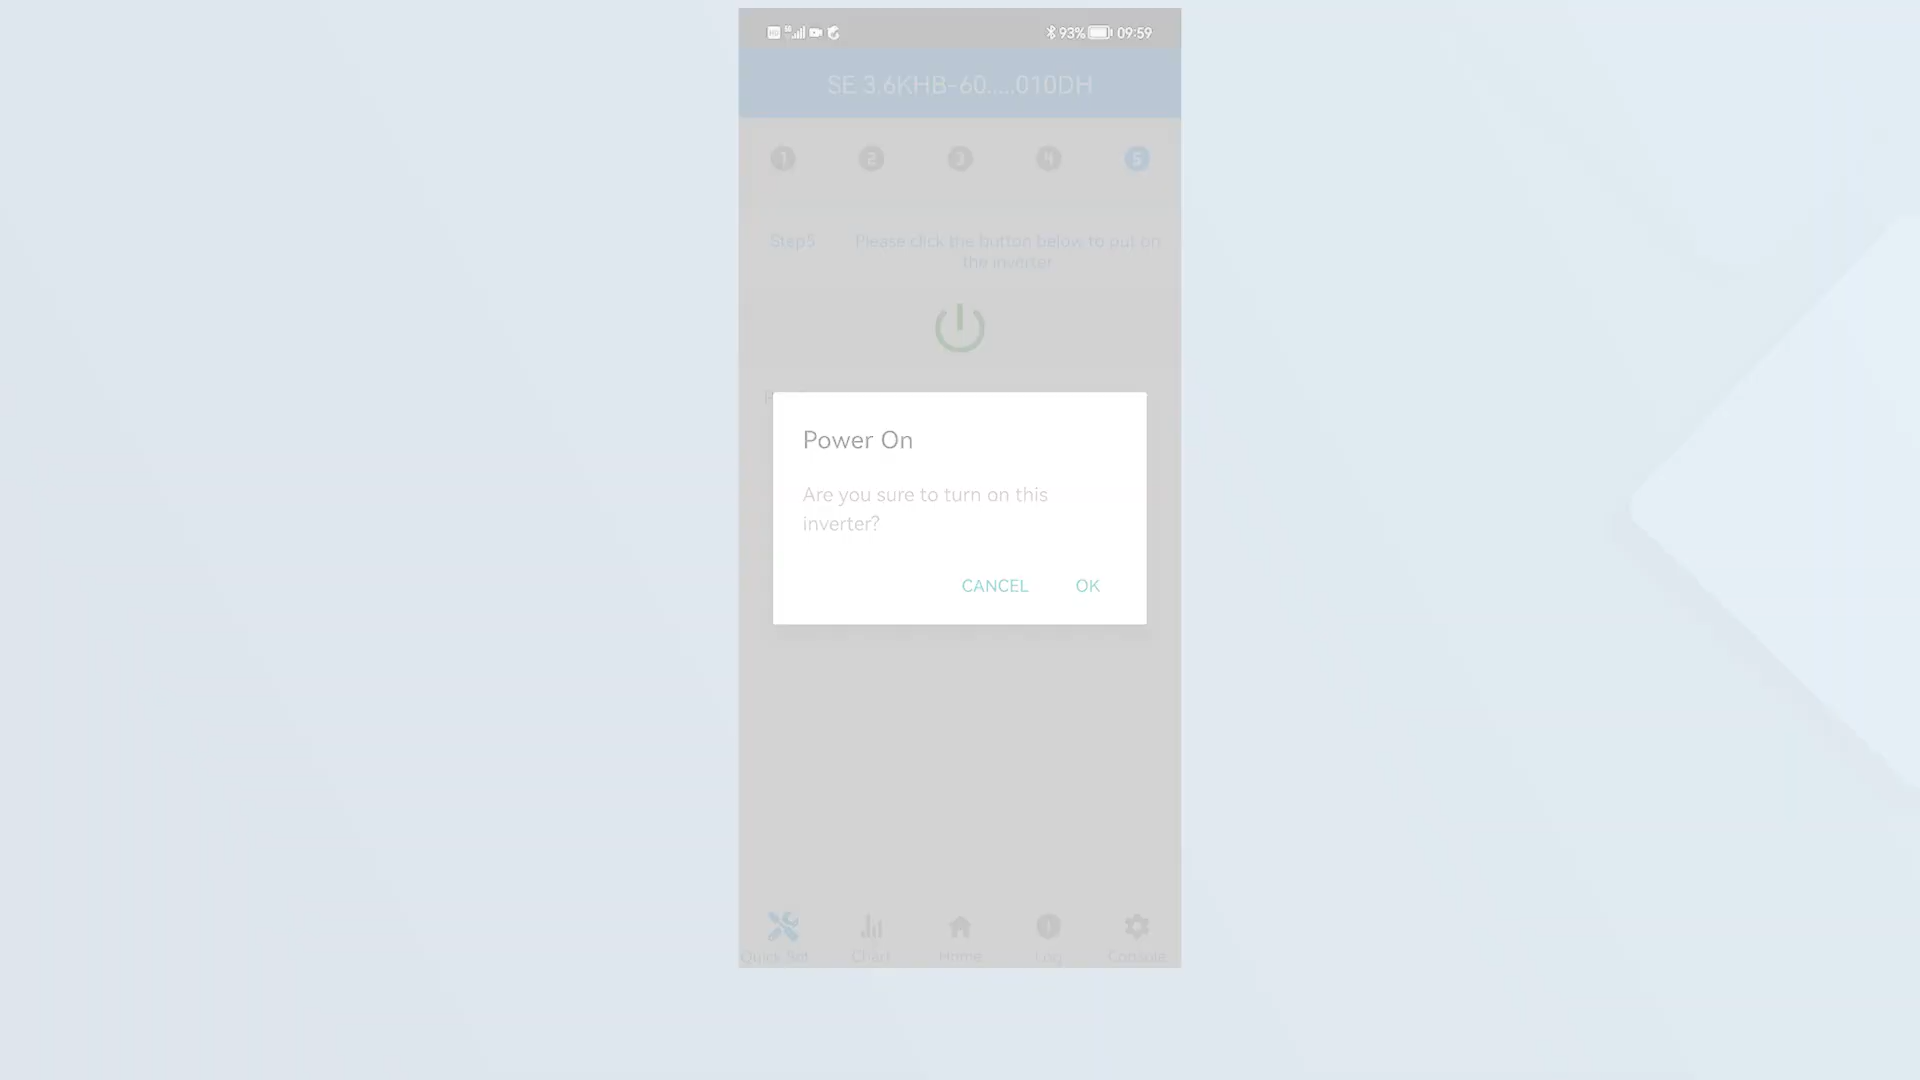 93% 09:59
SE 3.6KHB-60.....010DH
1 2 3 4 5
Step5 Please click the button below to put on
the inverter
Power On
Are you sure to turn on this
inverter?
CANCEL OK
Quick Set Chart Home Log Console